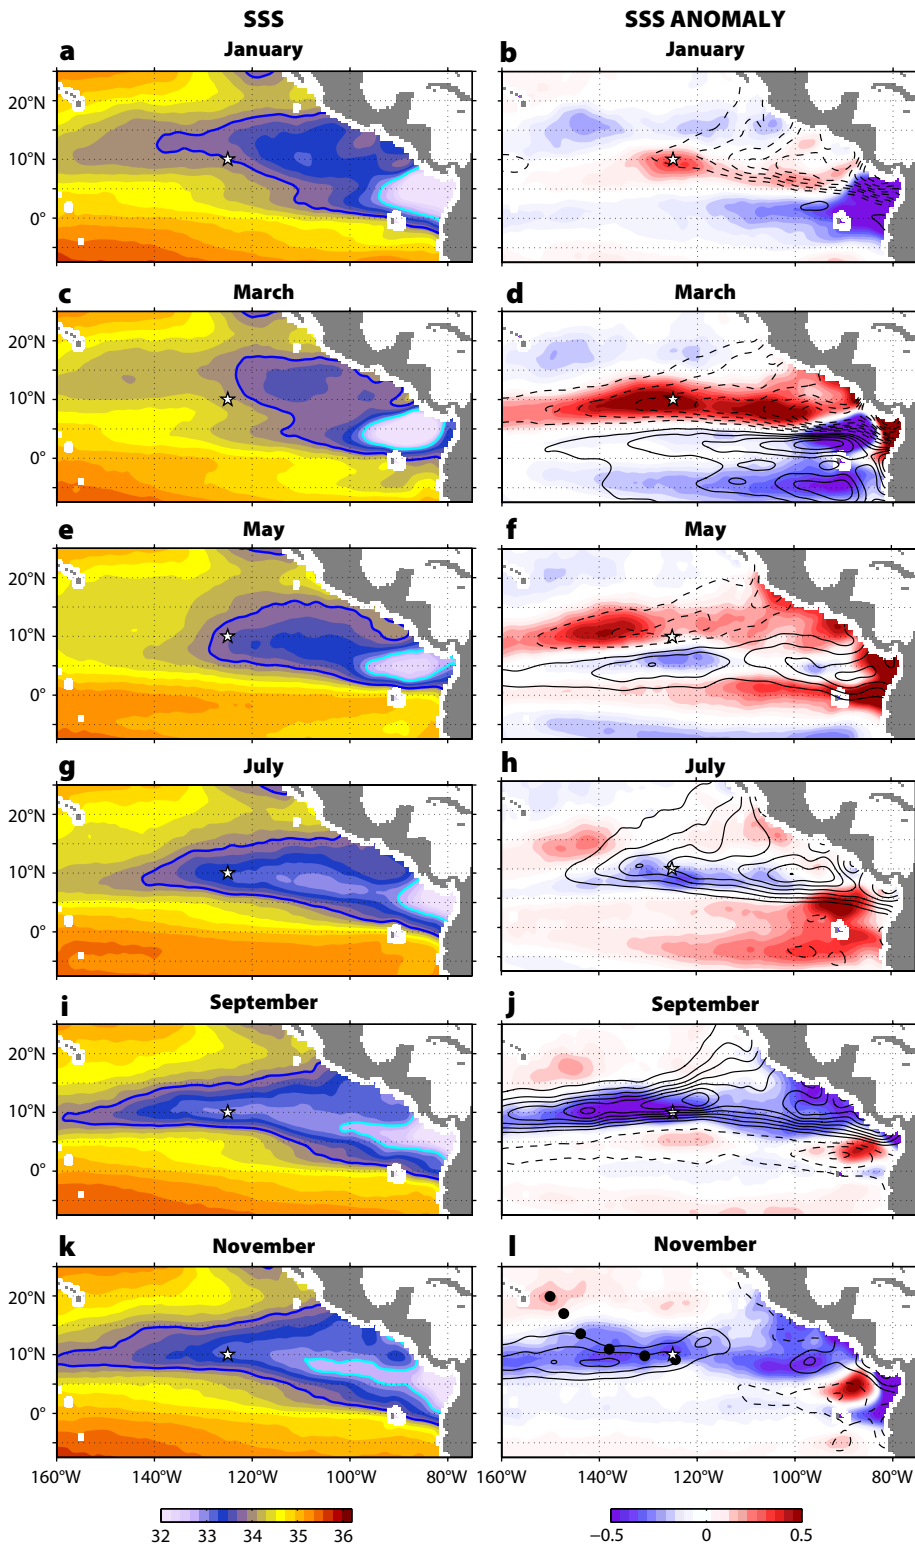 SSS SSS ANOMALY
a January b January
20°N
10°N
0°
c March d March
20°N
10°N
0°
e May f May
20°N
10°N
0°
g July h July
20°N
10°N
0°
i September j September
20°N
10°N
0°
k November l November
20°N
10°N
0°
160°W 140°W 120°W 100°W 80°W 160°W 140°W 120°W 100°W 80°W
32 33 34 35 36 −0.5 0 0.5